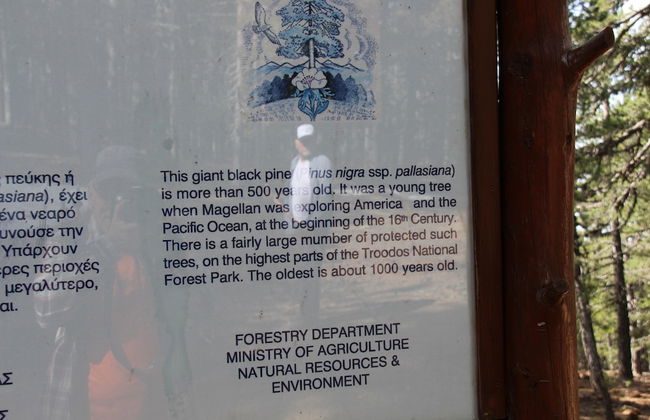 πεύκης ή
asiana), έχει
ένα νεαρό
υνούσε την
Υπάρχουν
ερες περιοχές
μεγαλύτερο,
αι.
ΑΣ
This giant black pine (Pinus nigra ssp. pallasiana)
is more than 500 years old. It was a young tree
when Magellan was exploring America and the
Pacific Ocean, at the beginning of the 16th Century.
There is a fairly large mumber of protected such
trees, on the highest parts of the Troodos National
Forest Park. The oldest is about 1000 years old.
FORESTRY DEPARTMENT
MINISTRY OF AGRICULTURE
NATURAL RESOURCES &
ENVIRONMENT